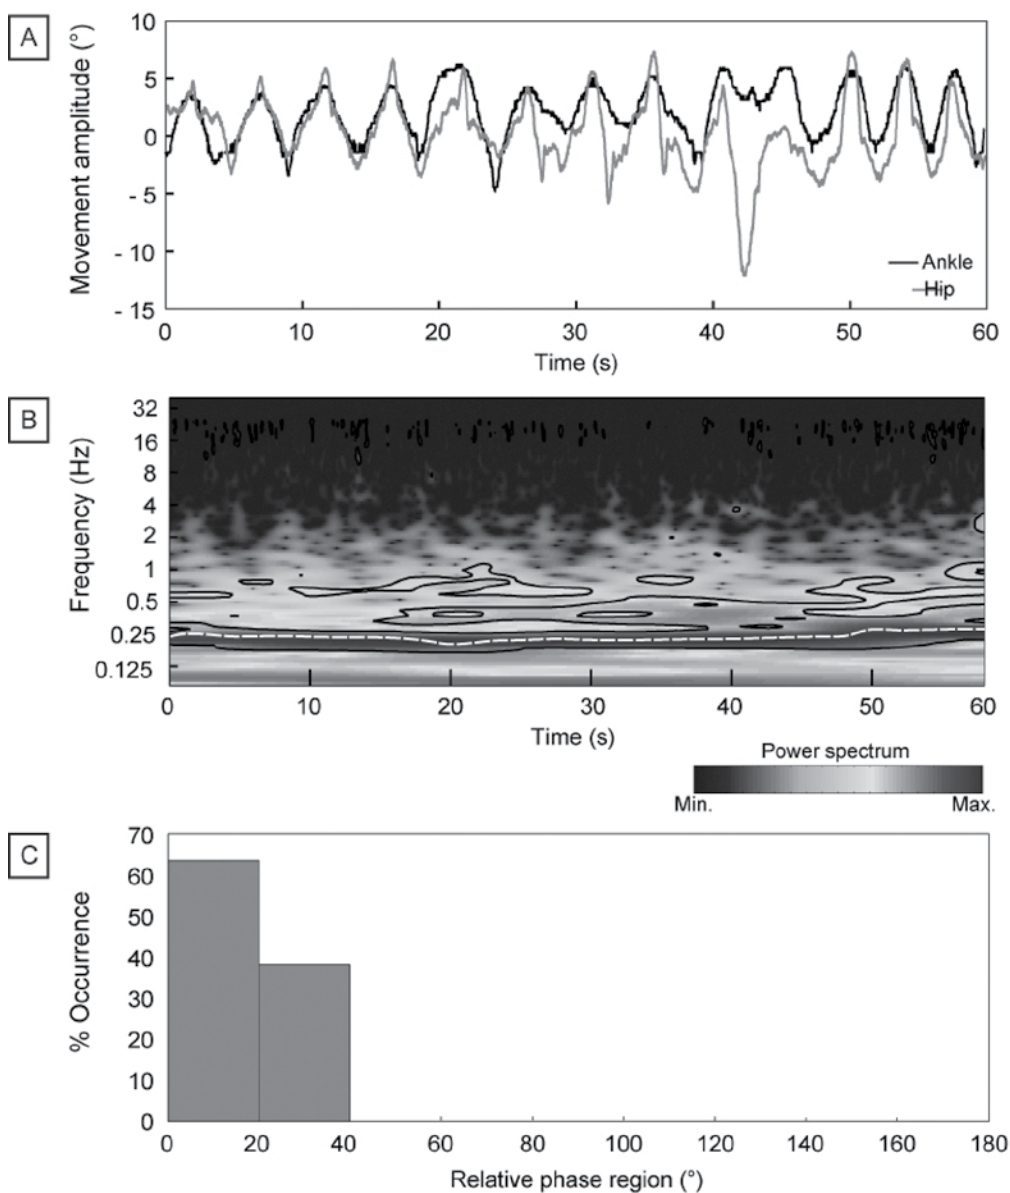 A
Movement amplitude (°)
10
5
0
- 5
- 10
- 15
Ankle
Hip
0 10 20 30 40 50 60
Time (s)
B
Frequency (Hz)
32
16
8
4
2
1
0.5
0.25
0.125
0 10 20 30 40 50 60
Time (s)
Power spectrum
Min. Max.
C
% Occurrence
70
60
50
40
30
20
10
0
0 20 40 60 80 100 120 140 160 180
Relative phase region (°)